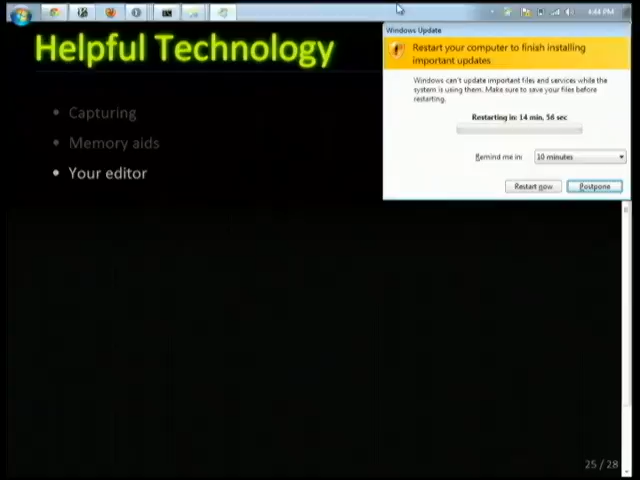 4:44 PM
Helpful Technology
Capturing
Memory aids
Your editor
Windows Update
Restart your computer to finish installing
important updates
Windows can't update important files and services while the
system is using them. Make sure to save your files before
restarting.
Restarting in: 14 min, 56 sec
Remind me in:
10 minutes
Restart now
Postpone
25 / 28